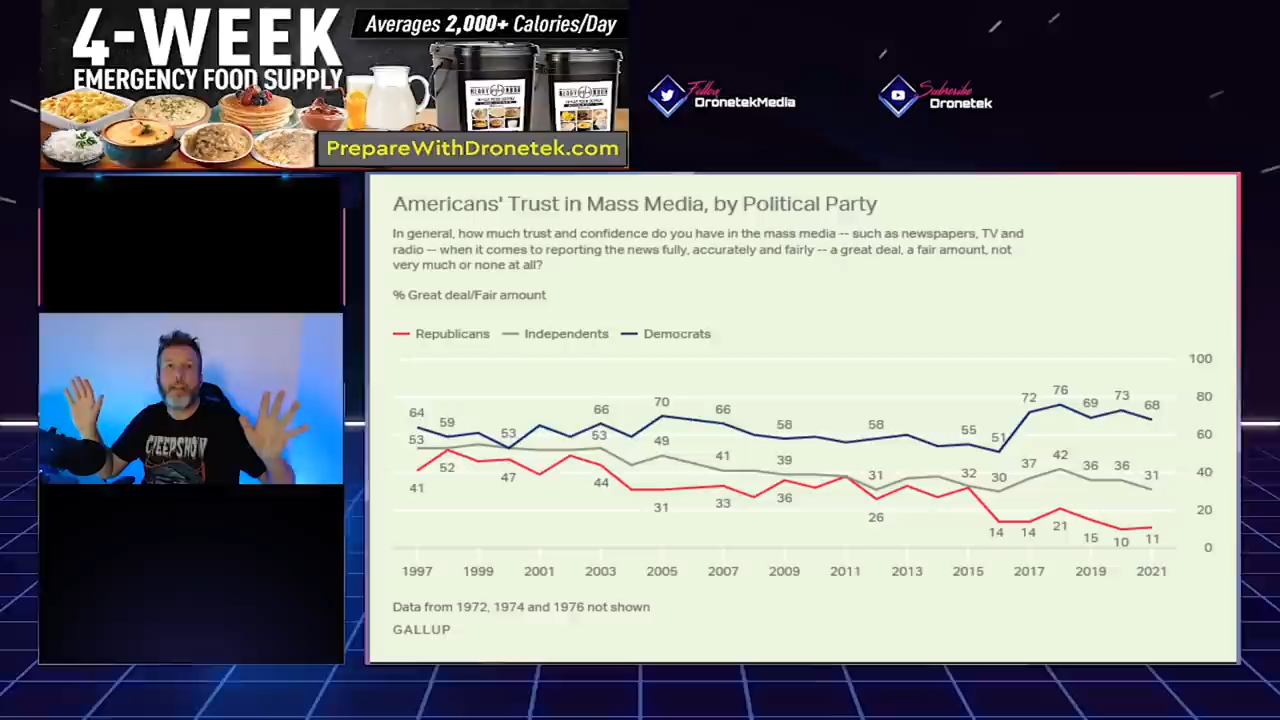 4-WEEK
EMERGENCY FOOD SUPPLY
Averages 2,000+ Calories/Day
PrepareWithDronetek.com
Follow
DronetekMedia
Subscribe
Dronetek
CREEPSHOW
Americans' Trust in Mass Media, by Political Party
In general, how much trust and confidence do you have in the mass media -- such as newspapers, TV and
radio -- when it comes to reporting the news fully, accurately and fairly -- a great deal, a fair amount, not
very much or none at all?
% Great deal/Fair amount
Republicans Independents Democrats
100
80
60
40
20
0
64 59 53 66 70 66 58 58 55 51 72 76 69 73 68
53 53 49 41 39 31 32 30 37 42 36 36 31
41 52 47 44 31 33 36 26 14 14 21 15 10 11
1997 1999 2001 2003 2005 2007 2009 2011 2013 2015 2017 2019 2021
Data from 1972, 1974 and 1976 not shown
GALLUP